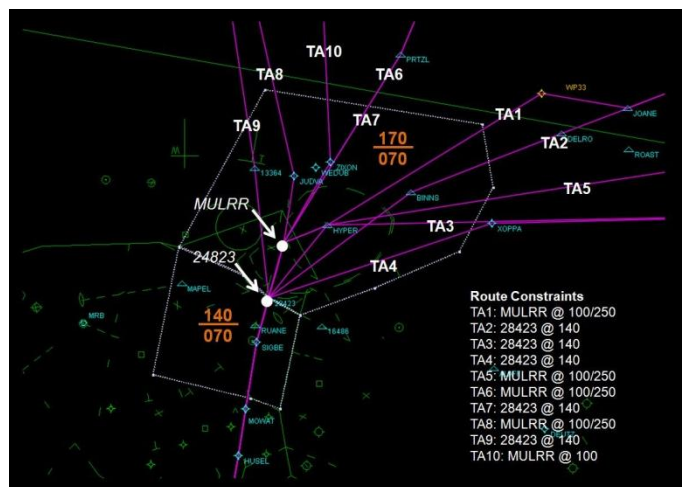 TA10
PRTZL
TA8
TA6
WP33
TA9
TA7
TA1
JOANE
170
070
DELRO
TA2
ROAST
ZIXON
WEDUB
13364
JUDVA
TA5
BINNS
MULRR
HYPER
TA3
XOPPA
24823
TA4
MAPEL
28423
140
070
MRB
RUANE
16486
SIGBE
MOWAT
HUSEL
Route Constraints
TA1: MULRR @ 100/250
TA2: 28423 @ 140
TA3: 28423 @ 140
TA4: 28423 @ 140
TA5: MULRR @ 100/250
TA6: MULRR @ 100/250
TA7: 28423 @ 140
TA8: MULRR @ 100/250
TA9: 28423 @ 140
TA10: MULRR @ 100